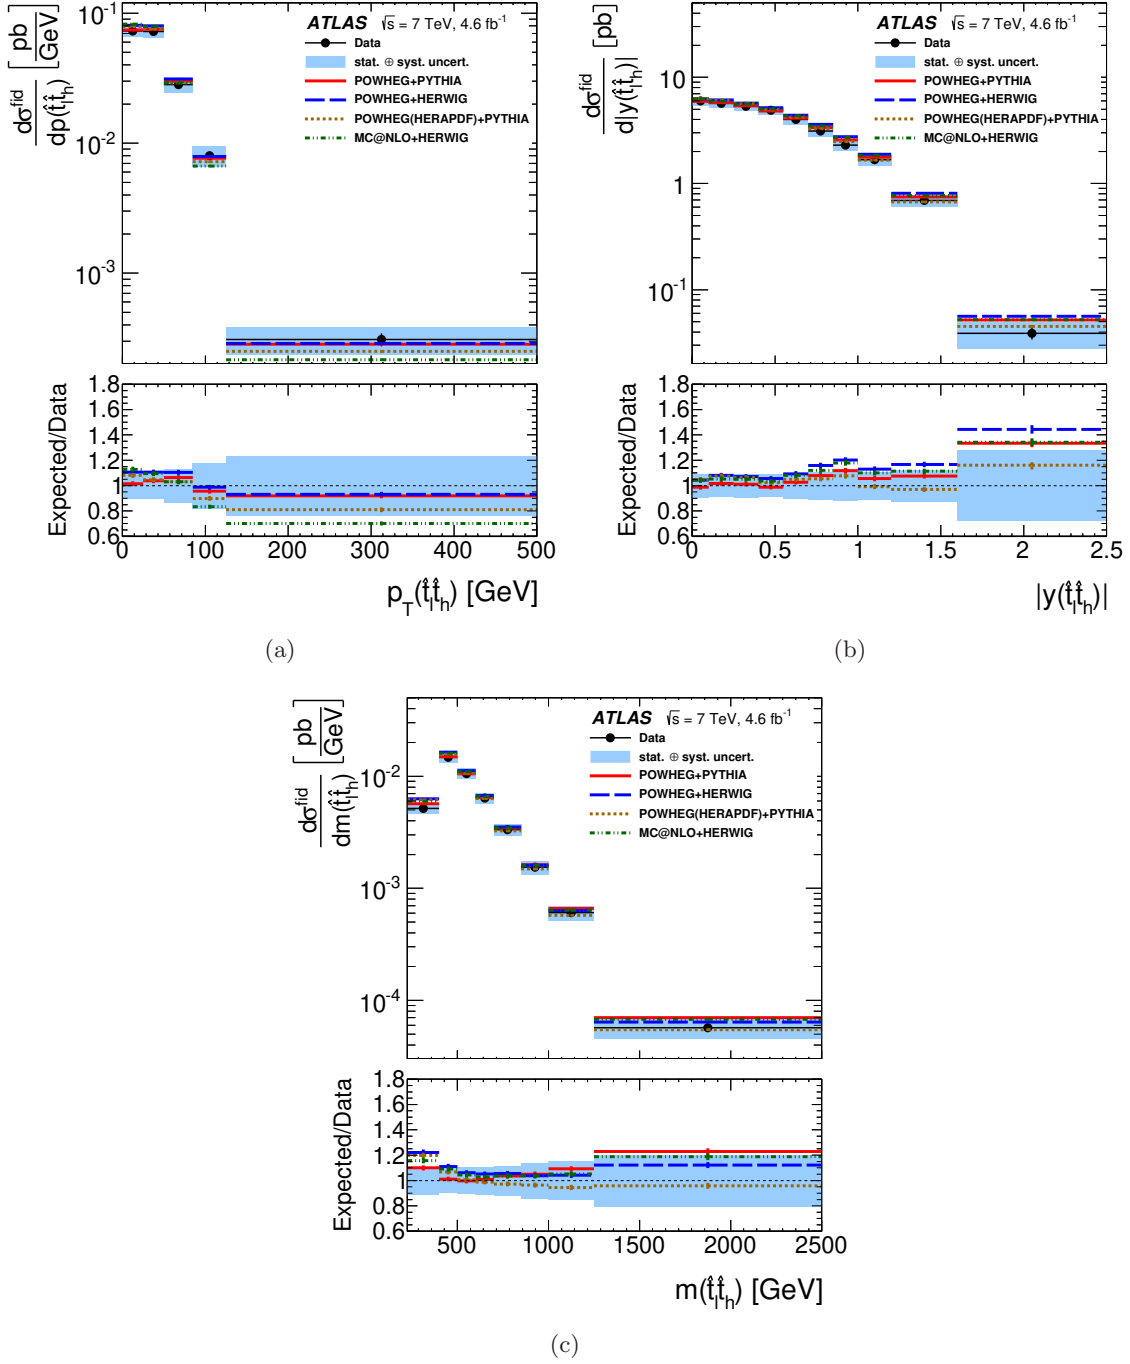 dσ^fid / dp(t̂_l t̂_h) [pb / GeV]
10^-1
10^-2
10^-3
ATLAS √s = 7 TeV, 4.6 fb^-1
Data
stat. ⊕ syst. uncert.
POWHEG+PYTHIA
POWHEG+HERWIG
POWHEG(HERAPDF)+PYTHIA
MC@NLO+HERWIG
Expected/Data
1.8
1.6
1.4
1.2
1
0.8
0.6
0 100 200 300 400 500
p_T(t̂_l t̂_h) [GeV]
(a)
dσ^fid / d|y(t̂_l t̂_h)| [pb]
10
1
10^-1
ATLAS √s = 7 TeV, 4.6 fb^-1
Data
stat. ⊕ syst. uncert.
POWHEG+PYTHIA
POWHEG+HERWIG
POWHEG(HERAPDF)+PYTHIA
MC@NLO+HERWIG
Expected/Data
1.8
1.6
1.4
1.2
1
0.8
0.6
0 0.5 1 1.5 2 2.5
|y(t̂_l t̂_h)|
(b)
dσ^fid / dm(t̂_l t̂_h) [pb / GeV]
10^-2
10^-3
10^-4
ATLAS √s = 7 TeV, 4.6 fb^-1
Data
stat. ⊕ syst. uncert.
POWHEG+PYTHIA
POWHEG+HERWIG
POWHEG(HERAPDF)+PYTHIA
MC@NLO+HERWIG
Expected/Data
1.8
1.6
1.4
1.2
1
0.8
0.6
500 1000 1500 2000 2500
m(t̂_l t̂_h) [GeV]
(c)